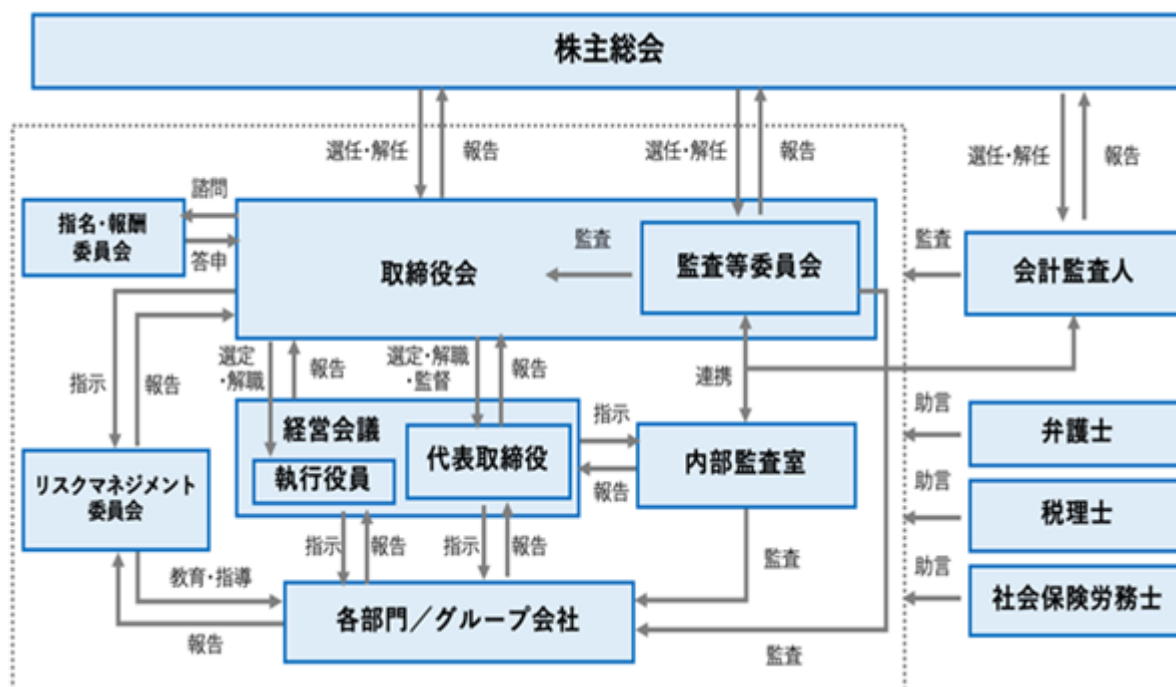 株主総会
選任・解任
報告
選任・解任
報告
選任・解任
報告
諮問
指名・報酬
委員会
答申
取締役会
監査
監査等委員会
監査
会計監査人
指示
報告
選定
・解職
報告
選定・解職
・監督
報告
連携
助言
弁護士
経営会議
執行役員
代表取締役
指示
報告
内部監査室
リスクマネジメント
委員会
助言
税理士
指示
報告
指示
報告
監査
教育・指導
報告
各部門／グループ会社
監査
助言
社会保険労務士